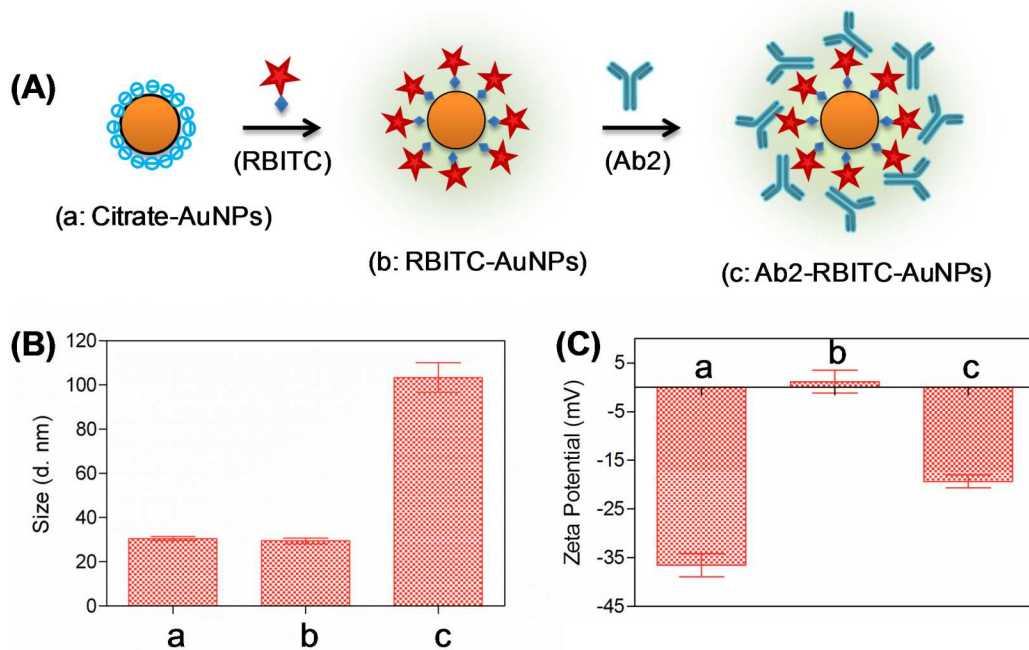 (A)
(RBITC)
(Ab2)
(a: Citrate-AuNPs)
(b: RBITC-AuNPs)
(c: Ab2-RBITC-AuNPs)
(B)
Size (d. nm)
120
100
80
60
40
20
0
a
b
c
(C)
Zeta Potential (mV)
5
-5
-15
-25
-35
-45
a
b
c